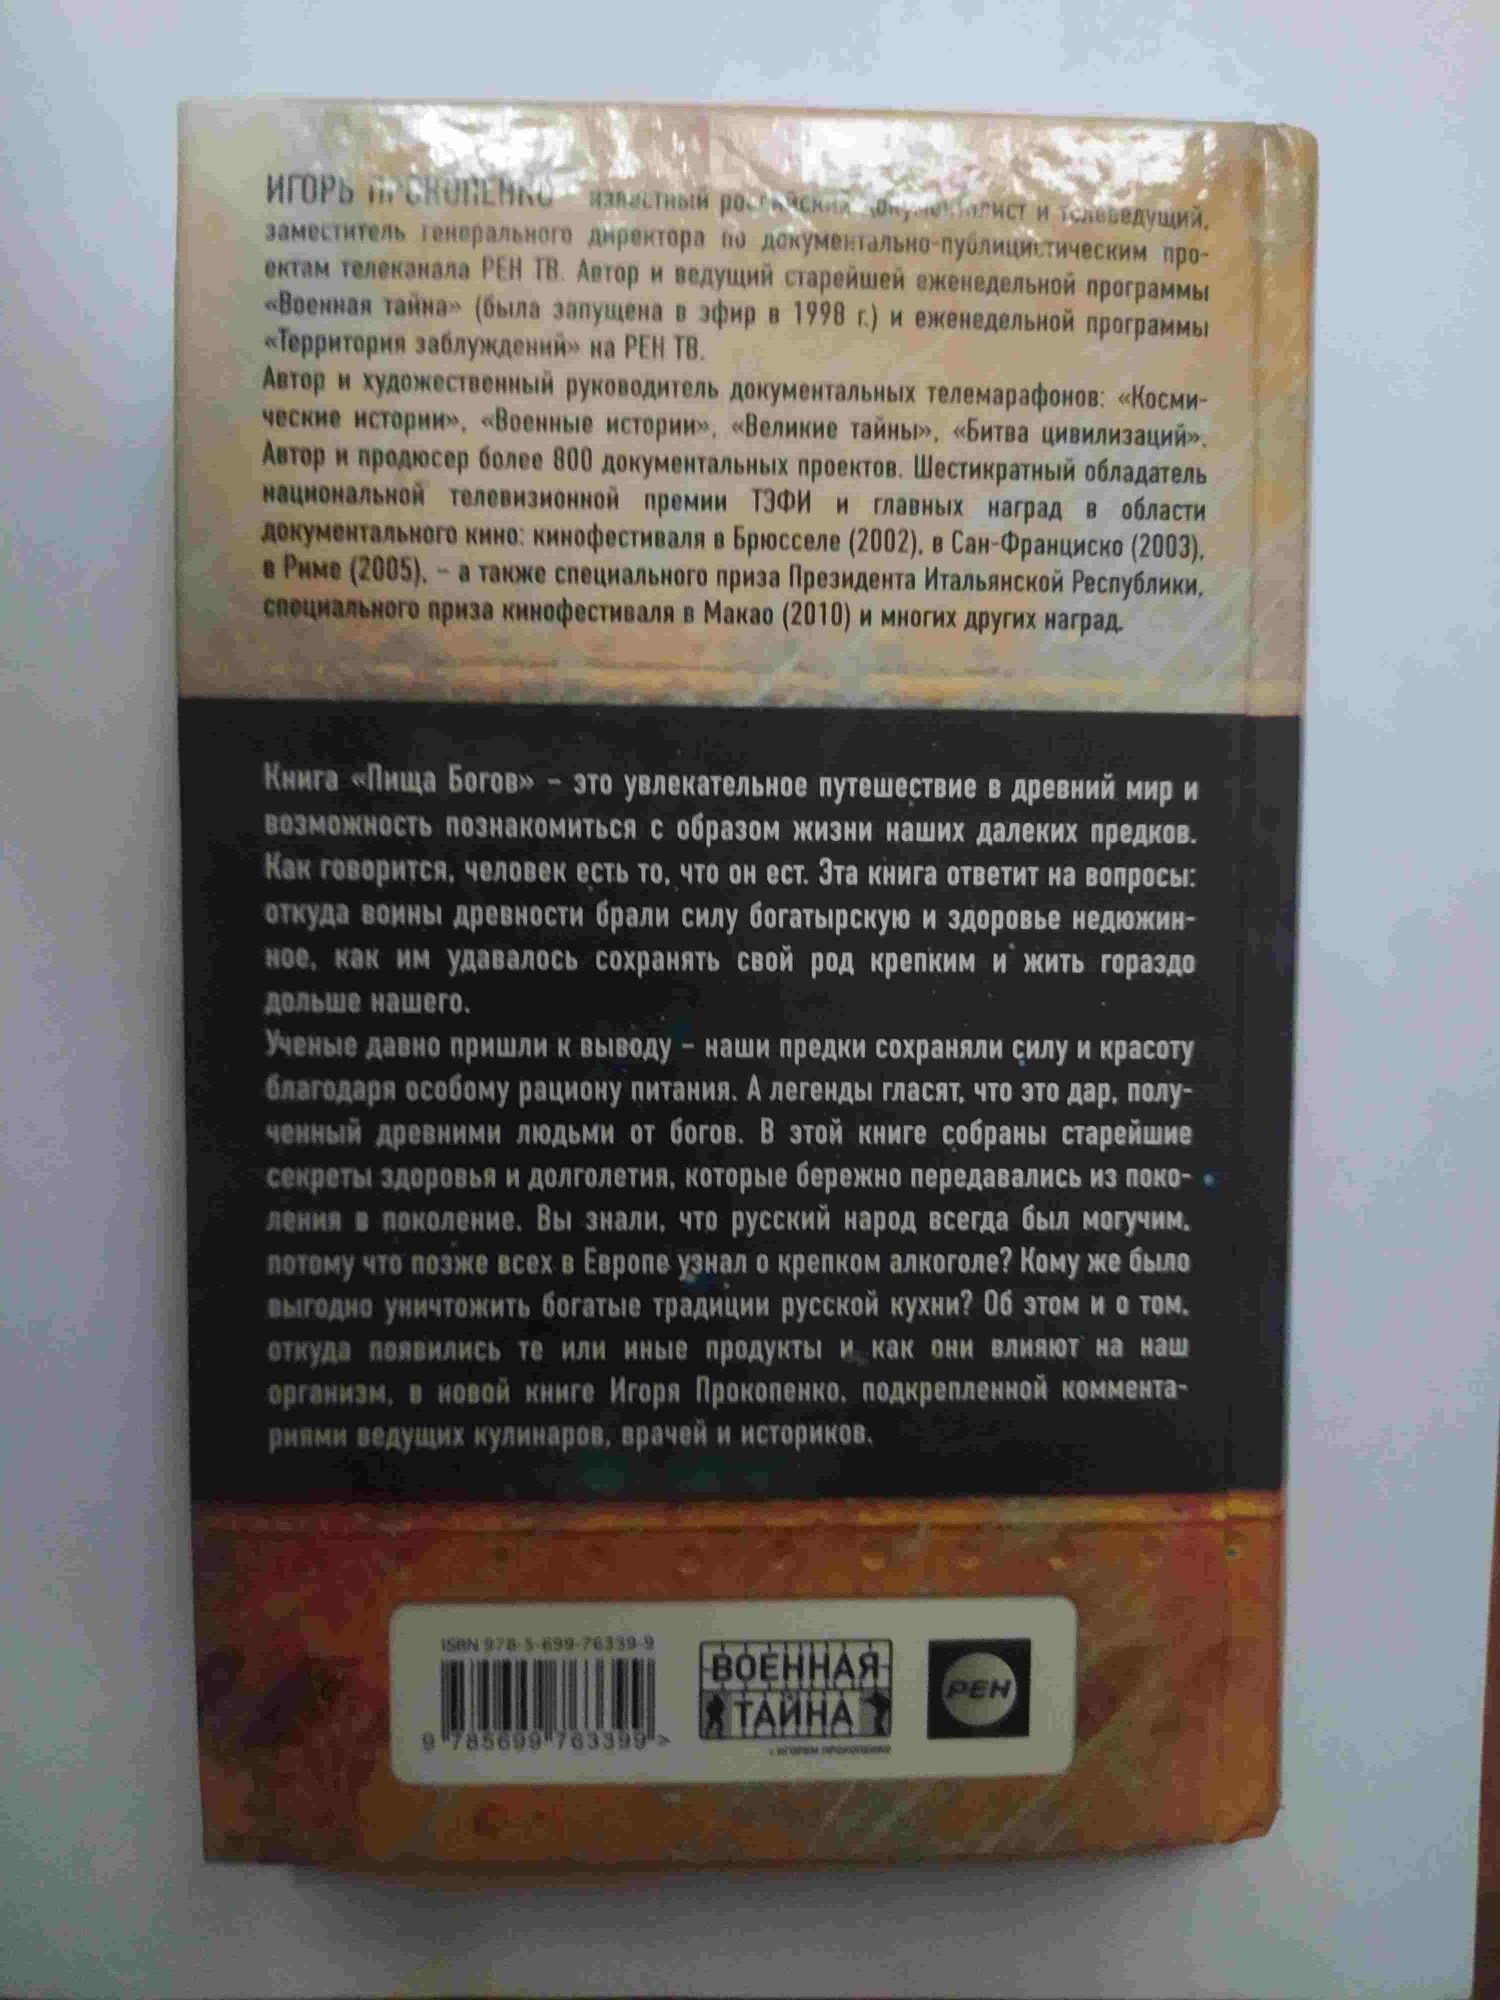 ИГОРЬ ПРОКОПЕНКО – известный российский документалист и телеведущий,
заместитель генерального директора по документально-публицистическим про-
ектам телеканала РЕН ТВ. Автор и ведущий старейшей еженедельной программы
«Военная тайна» (была запущена в эфир в 1998 г.) и еженедельной программы
«Территория заблуждений» на РЕН ТВ.
Автор и художественный руководитель документальных телемарафонов: «Косми-
ческие истории», «Военные истории», «Великие тайны», «Битва цивилизаций».
Автор и продюсер более 800 документальных проектов. Шестикратный обладатель
национальной телевизионной премии ТЭФИ и главных наград в области
документального кино: кинофестиваля в Брюсселе (2002), в Сан-Франциско (2003),
в Риме (2005), – а также специального приза Президента Итальянской Республики,
специального приза кинофестиваля в Макао (2010) и многих других наград.
Книга «Пища Богов» – это увлекательное путешествие в древний мир и
возможность познакомиться с образом жизни наших далеких предков.
Как говорится, человек есть то, что он ест. Эта книга ответит на вопросы:
откуда воины древности брали силу богатырскую и здоровье недюжин-
ное, как им удавалось сохранять свой род крепким и жить гораздо
дольше нашего.
Ученые давно пришли к выводу – наши предки сохраняли силу и красоту
благодаря особому рациону питания. А легенды гласят, что это дар, полу-
ченный древними людьми от богов. В этой книге собраны старейшие
секреты здоровья и долголетия, которые бережно передавались из поко-
ления в поколение. Вы знали, что русский народ всегда был могучим,
потому что позже всех в Европе узнал о крепком алкоголе? Кому же было
выгодно уничтожить богатые традиции русской кухни? Об этом и о том,
откуда появились те или иные продукты и как они влияют на наш
организм, в новой книге Игоря Прокопенко, подкрепленной коммента-
риями ведущих кулинаров, врачей и историков.
ISBN 978-5-699-76339-9
9 785699 763399 >
ВОЕННАЯ
ТАЙНА
с ИГОРЕМ ПРОКОПЕНКО
РЕН